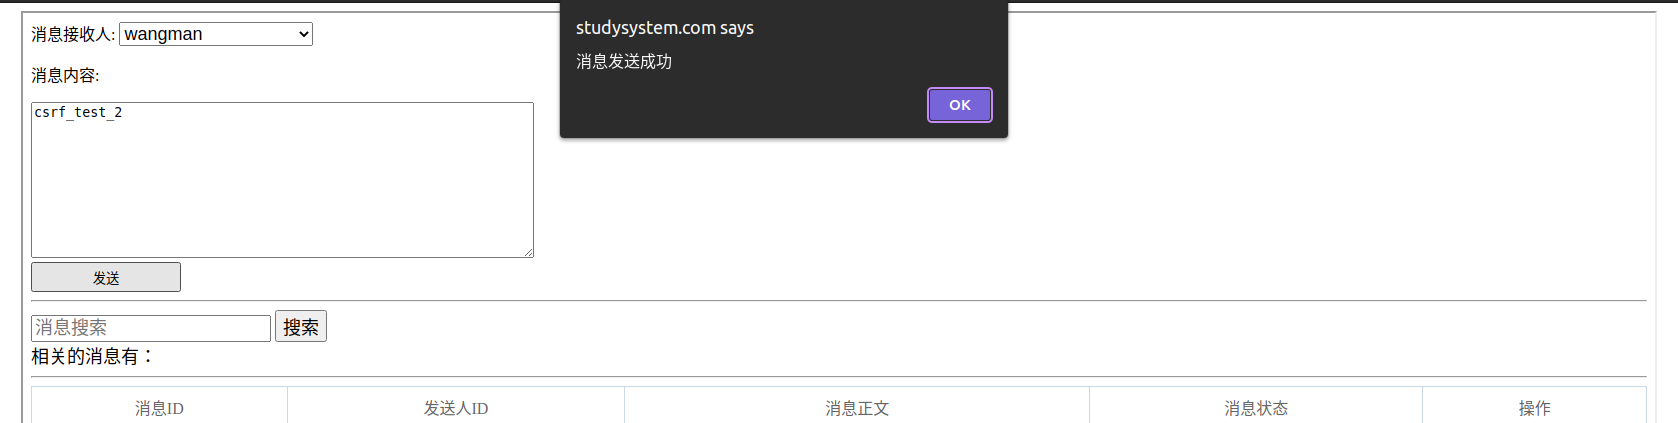 studysystem.com says
消息发送成功
OK
消息接收人: wangman
消息内容:
csrf_test_2
发送
消息搜索 搜索
相关的消息有：
消息ID 发送人ID 消息正文 消息状态 操作